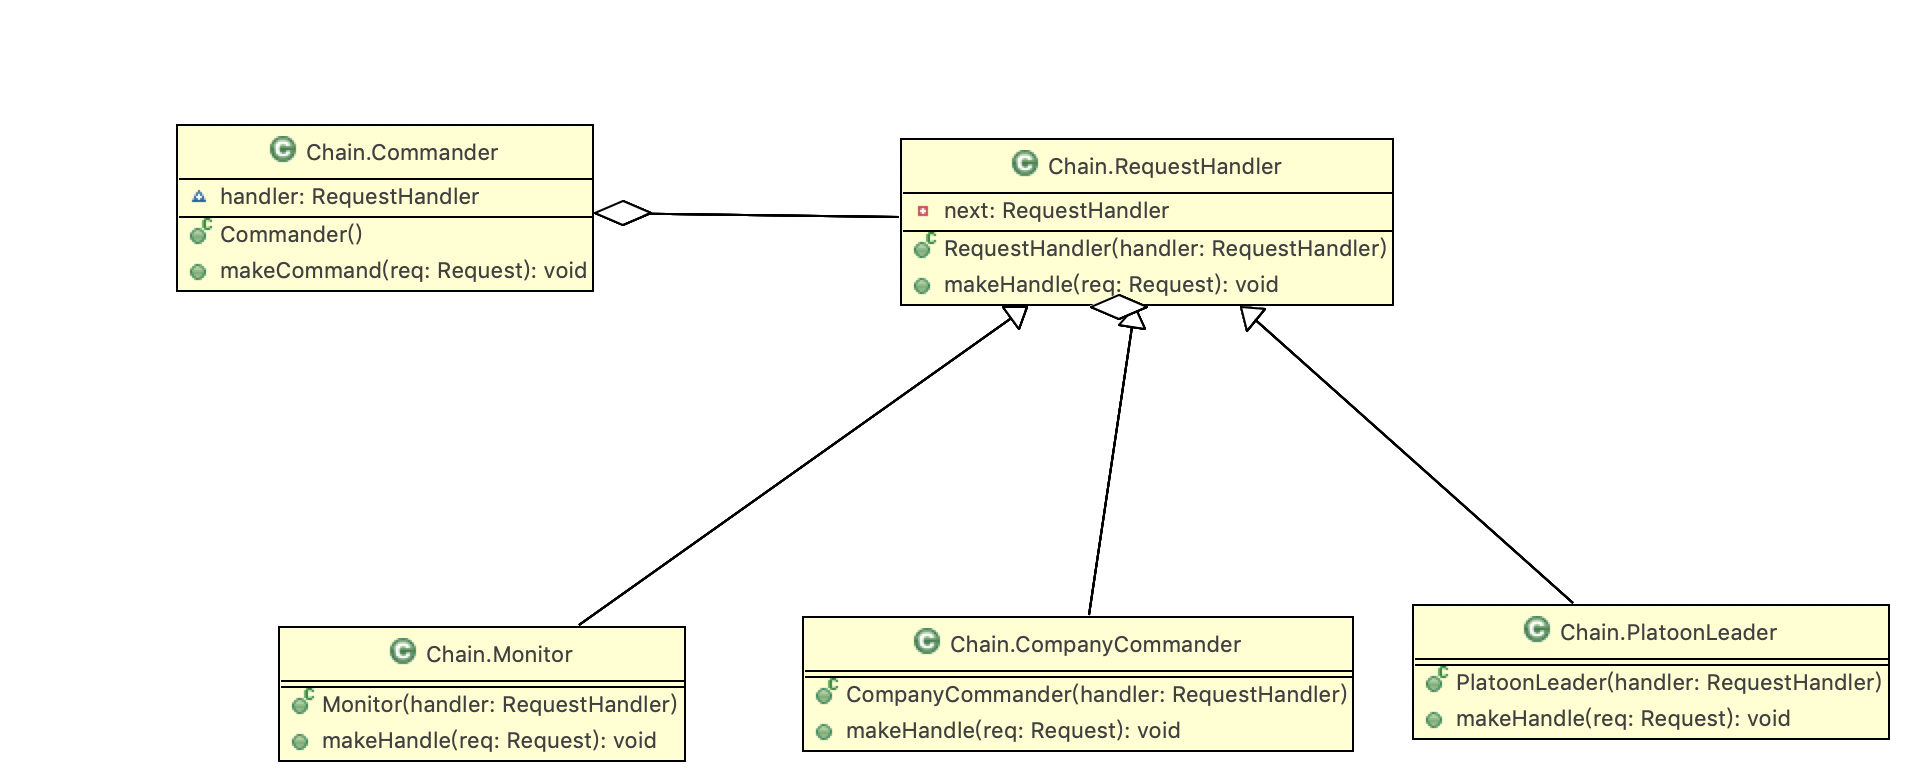 Chain.Commander
handler: RequestHandler
Commander()
makeCommand(req: Request): void
Chain.RequestHandler
next: RequestHandler
RequestHandler(handler: RequestHandler)
makeHandle(req: Request): void
Chain.Monitor
Monitor(handler: RequestHandler)
makeHandle(req: Request): void
Chain.CompanyCommander
CompanyCommander(handler: RequestHandler)
makeHandle(req: Request): void
Chain.PlatoonLeader
PlatoonLeader(handler: RequestHandler)
makeHandle(req: Request): void